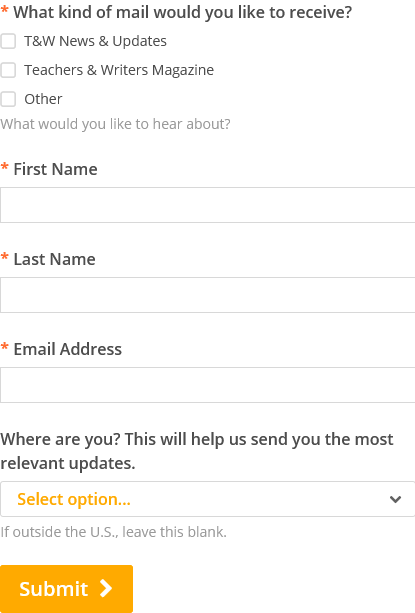 * What kind of mail would you like to receive?
T&W News & Updates
Teachers & Writers Magazine
Other
What would you like to hear about?
* First Name
* Last Name
* Email Address
Where are you? This will help us send you the most
relevant updates.
Select option...
If outside the U.S., leave this blank.
Submit